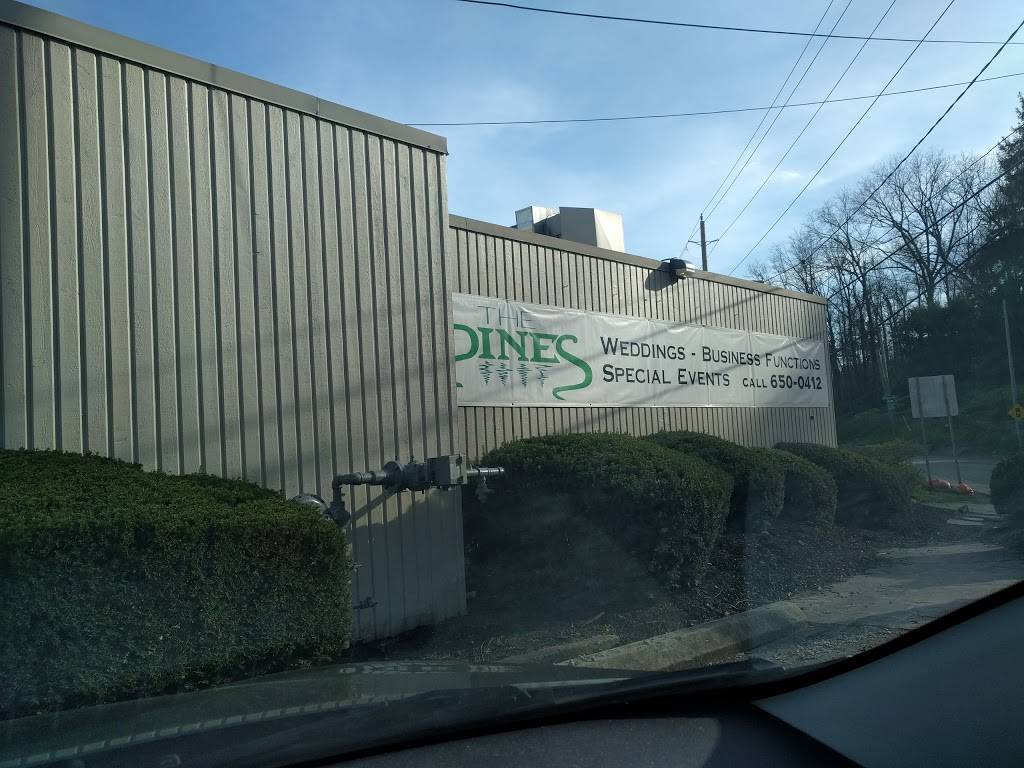 THE
PINES
WEDDINGS - BUSINESS FUNCTIONS
SPECIAL EVENTS CALL 650-0412